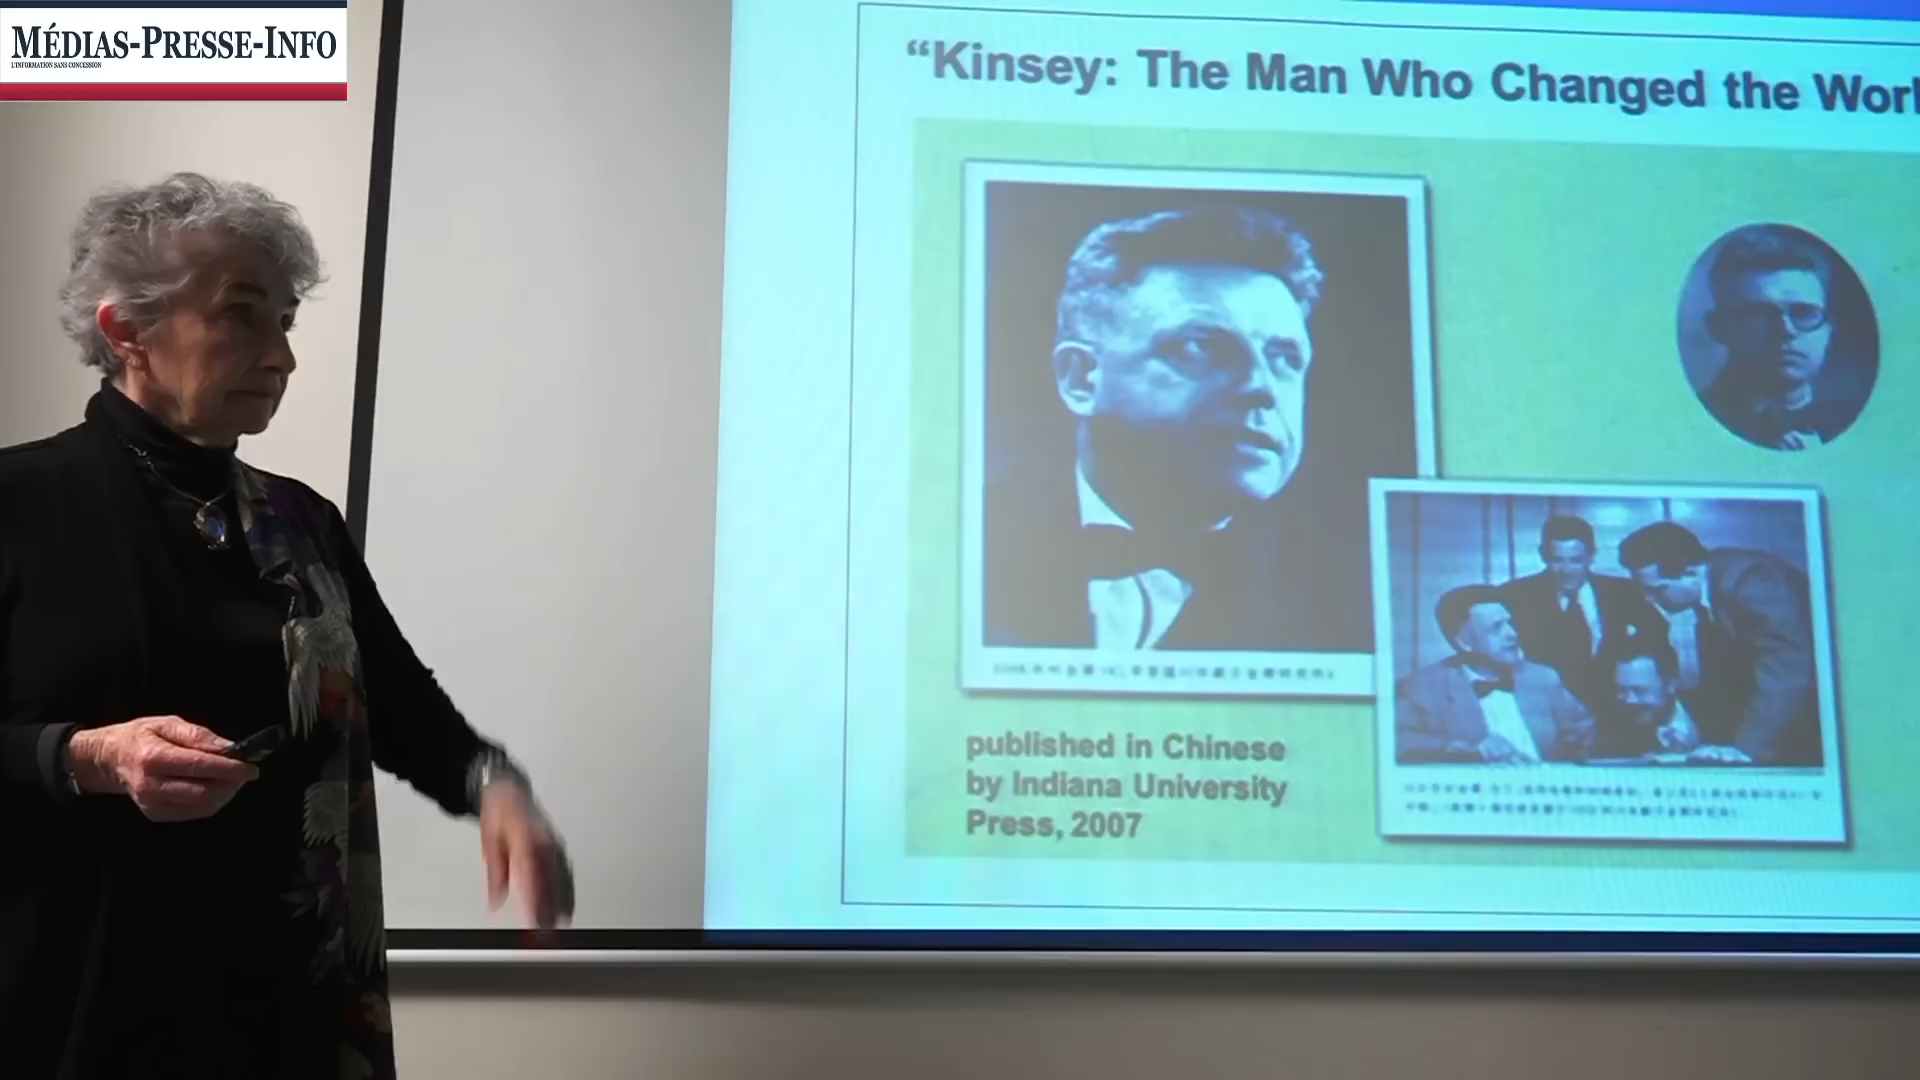 MÉDIAS-PRESSE-INFO
L'INFORMATION SANS CONCESSION
“Kinsey: The Man Who Changed the Worl
published in Chinese
by Indiana University
Press, 2007